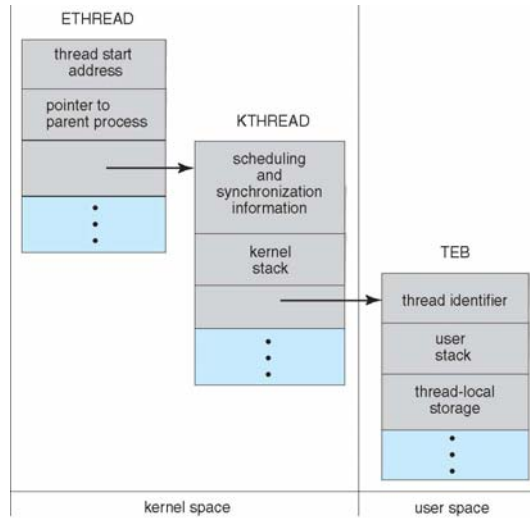 ETHREAD
thread start
address
pointer to
parent process
KTHREAD
scheduling
and
synchronization
information
kernel
stack
TEB
thread identifier
user
stack
thread-local
storage
kernel space
user space